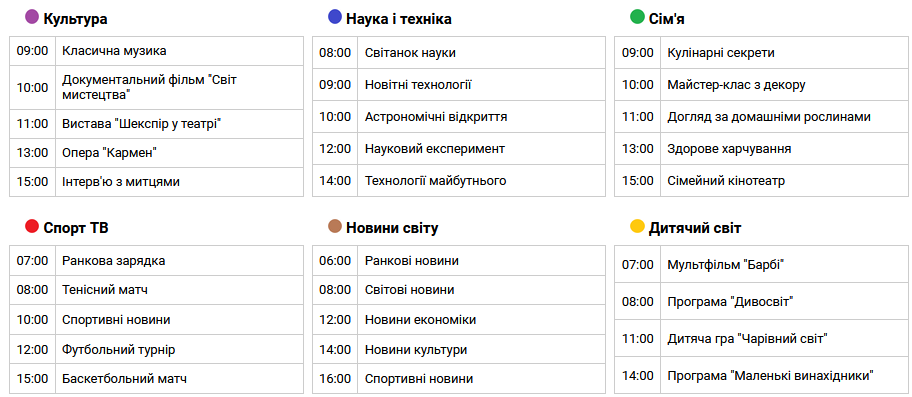 Культура
09:00 Класична музика
10:00 Документальний фільм "Світ
мистецтва"
11:00 Вистава "Шекспір у театрі"
13:00 Опера "Кармен"
15:00 Інтерв'ю з митцями
Наука і техніка
08:00 Світанок науки
09:00 Новітні технології
10:00 Астрономічні відкриття
12:00 Науковий експеримент
14:00 Технології майбутнього
Сім'я
09:00 Кулінарні секрети
10:00 Майстер-клас з декору
11:00 Догляд за домашніми рослинами
13:00 Здорове харчування
15:00 Сімейний кінотеатр
Спорт ТВ
07:00 Ранкова зарядка
08:00 Тенісний матч
10:00 Спортивні новини
12:00 Футбольний турнір
15:00 Баскетбольний матч
Новини світу
06:00 Ранкові новини
08:00 Світові новини
12:00 Новини економіки
14:00 Новини культури
16:00 Спортивні новини
Дитячий світ
07:00 Мультфільм "Барбі"
08:00 Програма "Дивосвіт"
11:00 Дитяча гра "Чарівний світ"
14:00 Програма "Маленькі винахідники"